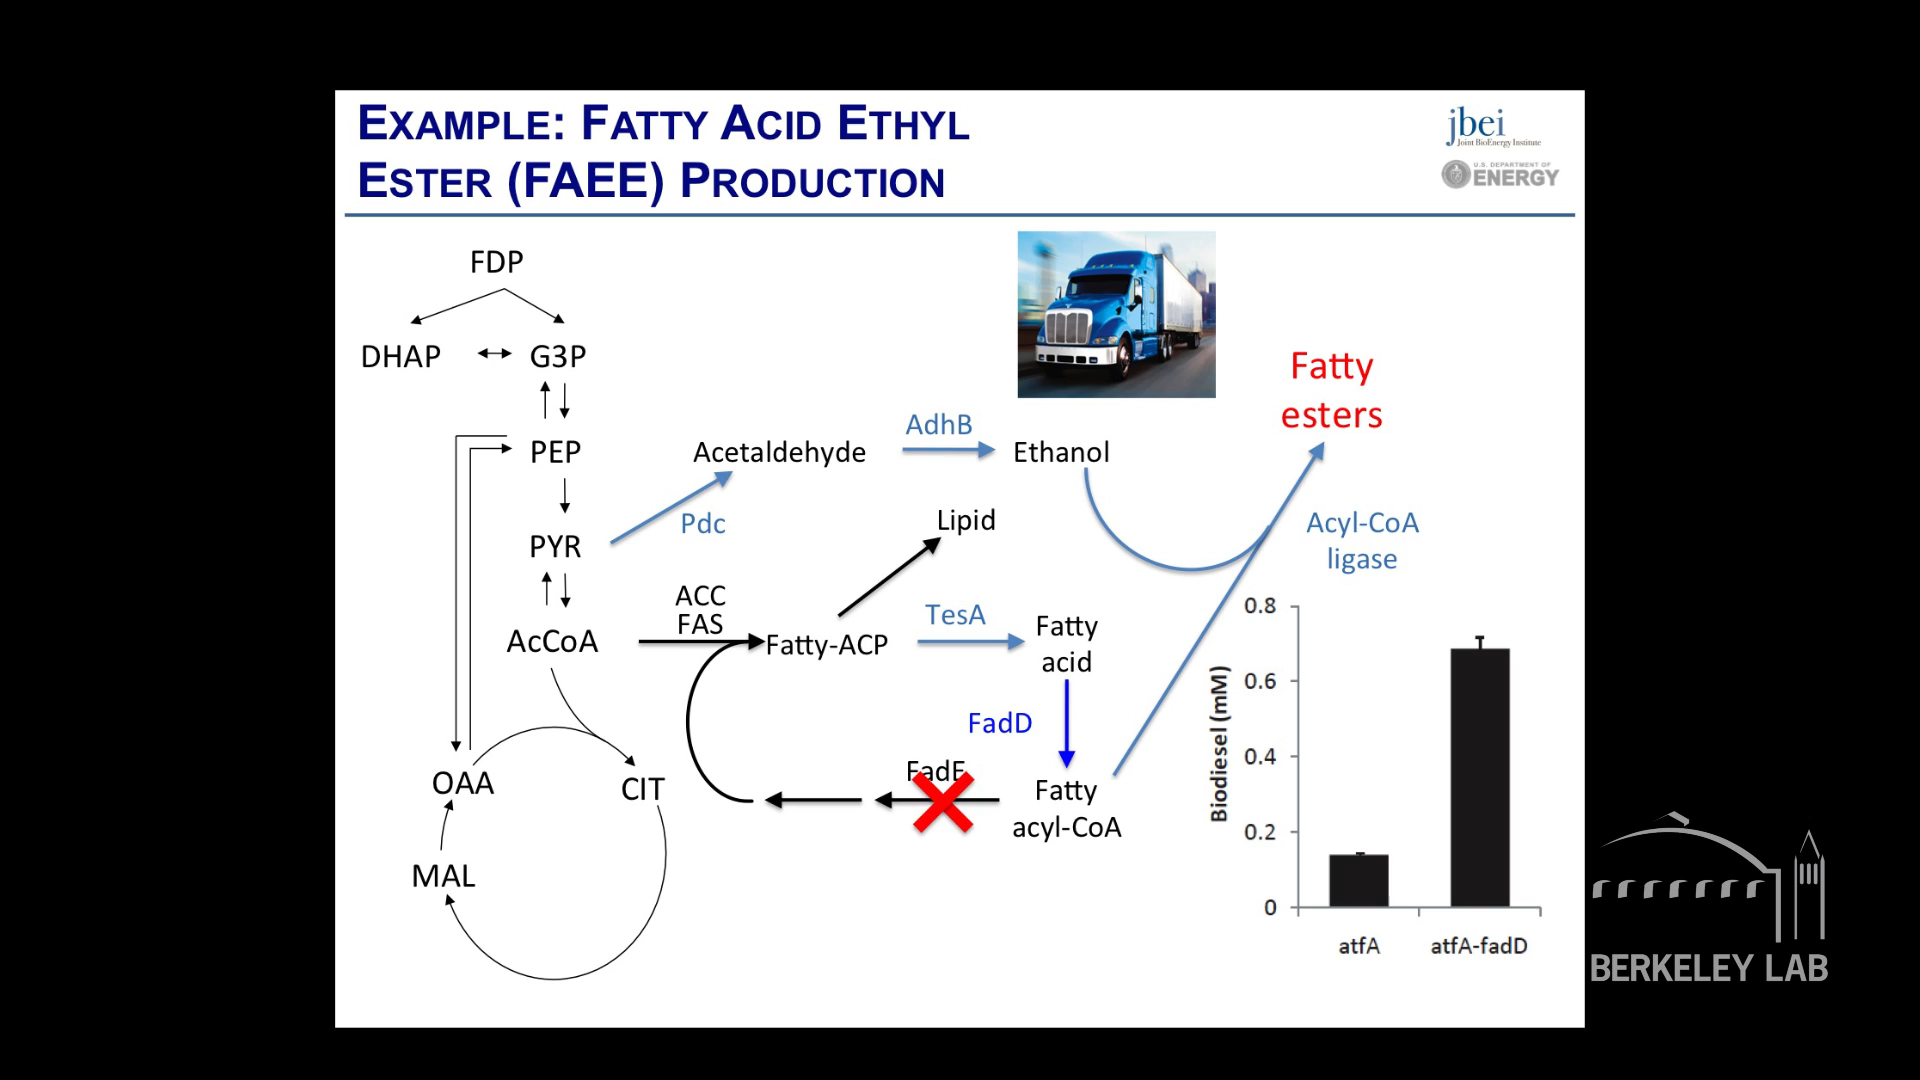 EXAMPLE: FATTY ACID ETHYL
ESTER (FAEE) PRODUCTION
jbei
Joint BioEnergy Institute
U.S. DEPARTMENT OF
ENERGY
FDP
DHAP
G3P
PEP
PYR
AcCoA
OAA
CIT
MAL
Acetaldehyde
AdhB
Ethanol
Pdc
Lipid
ACC
FAS
Fatty-ACP
TesA
Fatty
acid
FadD
FadE
Fatty
acyl-CoA
Fatty
esters
Acyl-CoA
ligase
Biodiesel (mM)
0.8
0.6
0.4
0.2
0
atfA
atfA-fadD
BERKELEY LAB